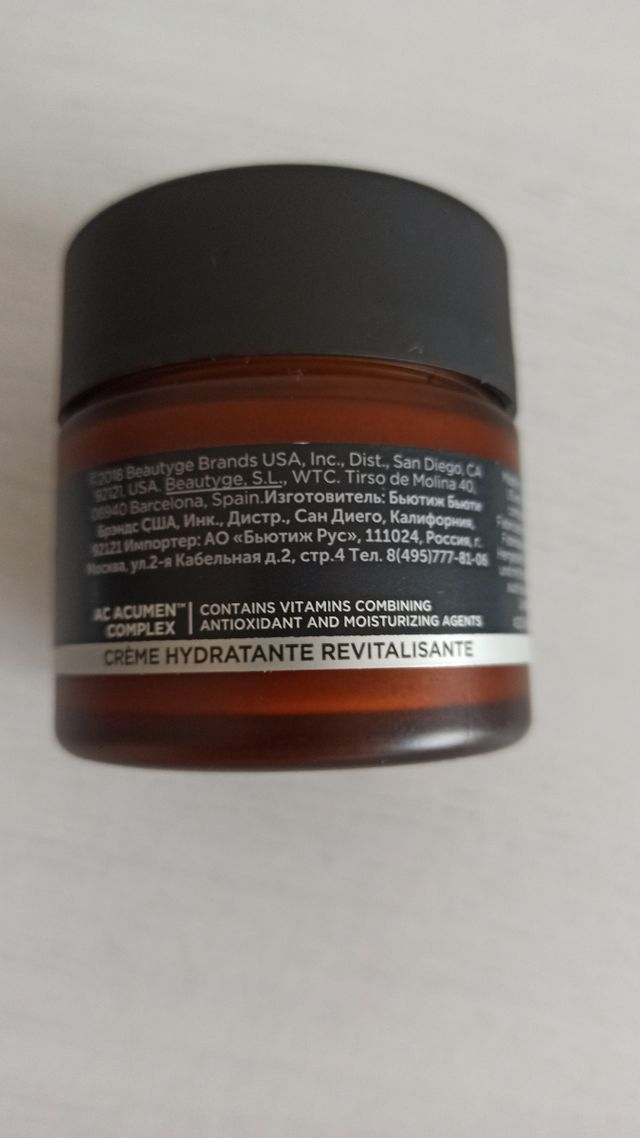 ©2018 Beautyge Brands USA, Inc., Dist., San Diego, CA
92121, USA. Beautyge, S.L., WTC. Tirso de Molina 40,
08940 Barcelona, Spain.Изготовитель: Бьютиж Бьюти
Брэндс США, Инк., Дистр., Сан Диего, Калифорния,
92121 Импортер: АО «Бьютиж Рус», 111024, Россия, г.
Москва, ул.2-я Кабельная д.2, стр.4 Тел. 8(495)777-81-06
AC ACUMEN™ COMPLEX
CONTAINS VITAMINS COMBINING
ANTIOXIDANT AND MOISTURIZING AGENTS
CRÈME HYDRATANTE REVITALISANTE